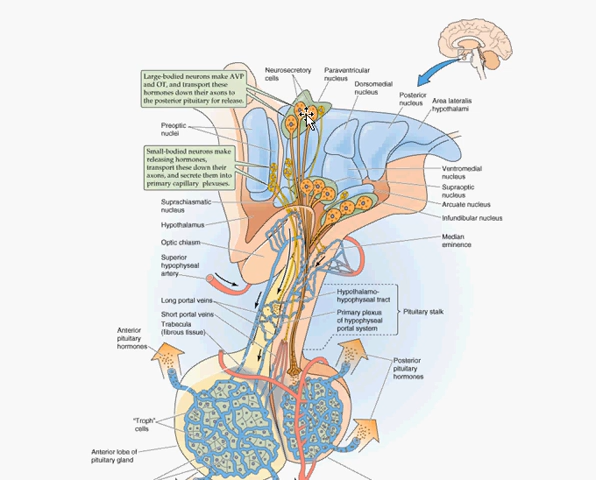 Large-bodied neurons make AVP
and OT, and transport these
hormones down their axons to
the posterior pituitary for release.
Neurosecretory
cells
Paraventricular
nucleus
Dorsomedial
nucleus
Posterior
nucleus
Area lateralis
hypothalami
Preoptic
nuclei
Small-bodied neurons make
releasing hormones,
transport these down their
axons, and secrete them into
primary capillary plexuses.
Ventromedial
nucleus
Supraoptic
nucleus
Arcuate nucleus
Infundibular nucleus
Suprachiasmatic
nucleus
Hypothalamus
Optic chiasm
Median
eminence
Superior
hypophyseal
artery
Long portal veins
Short portal veins
Trabecula
(fibrous tissue)
Hypothalamo-
hypophyseal tract
Primary plexus
of hypophyseal
portal system
Pituitary stalk
Anterior
pituitary
hormones
Posterior
pituitary
hormones
"Troph"
cells
Anterior lobe of
pituitary gland